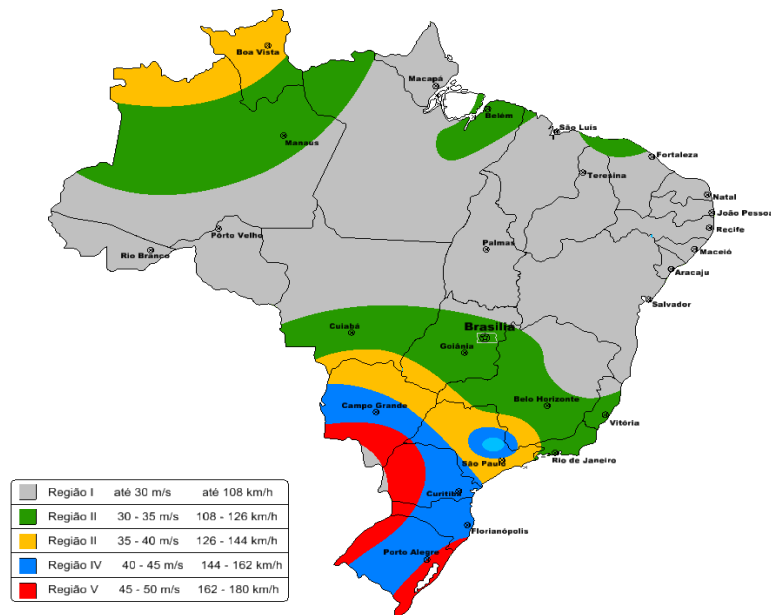 Boa Vista
Macapá
Belém
São Luis
Manaus
Fortaleza
Teresina
Natal
João Pessoa
Recife
Pôrto Velho
Palmas
Maceió
Rio Branco
Aracaju
Salvador
Cuiabá
Brasília
Goiânia
Belo Horizonte
Campo Grande
Vitória
São Paulo
Rio de Janeiro
Curitiba
Florianópolis
Porto Alegre
Região I até 30 m/s até 108 km/h
Região II 30 - 35 m/s 108 - 126 km/h
Região II 35 - 40 m/s 126 - 144 km/h
Região IV 40 - 45 m/s 144 - 162 km/h
Região V 45 - 50 m/s 162 - 180 km/h